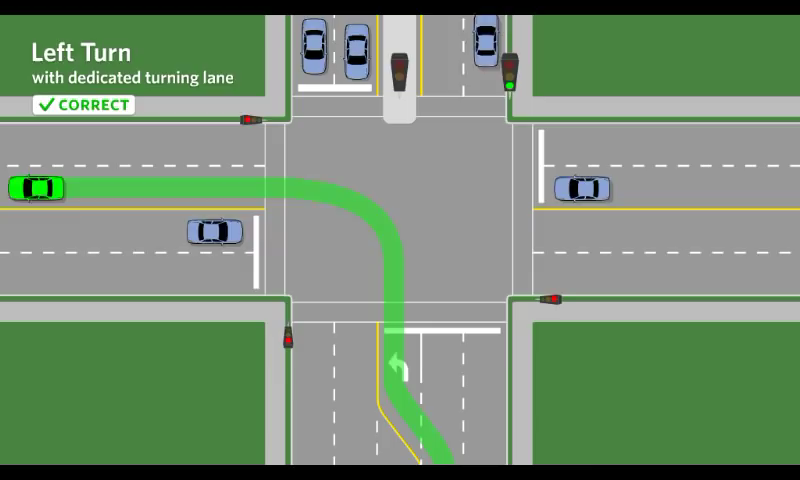 Left Turn
with dedicated turning lane
CORRECT